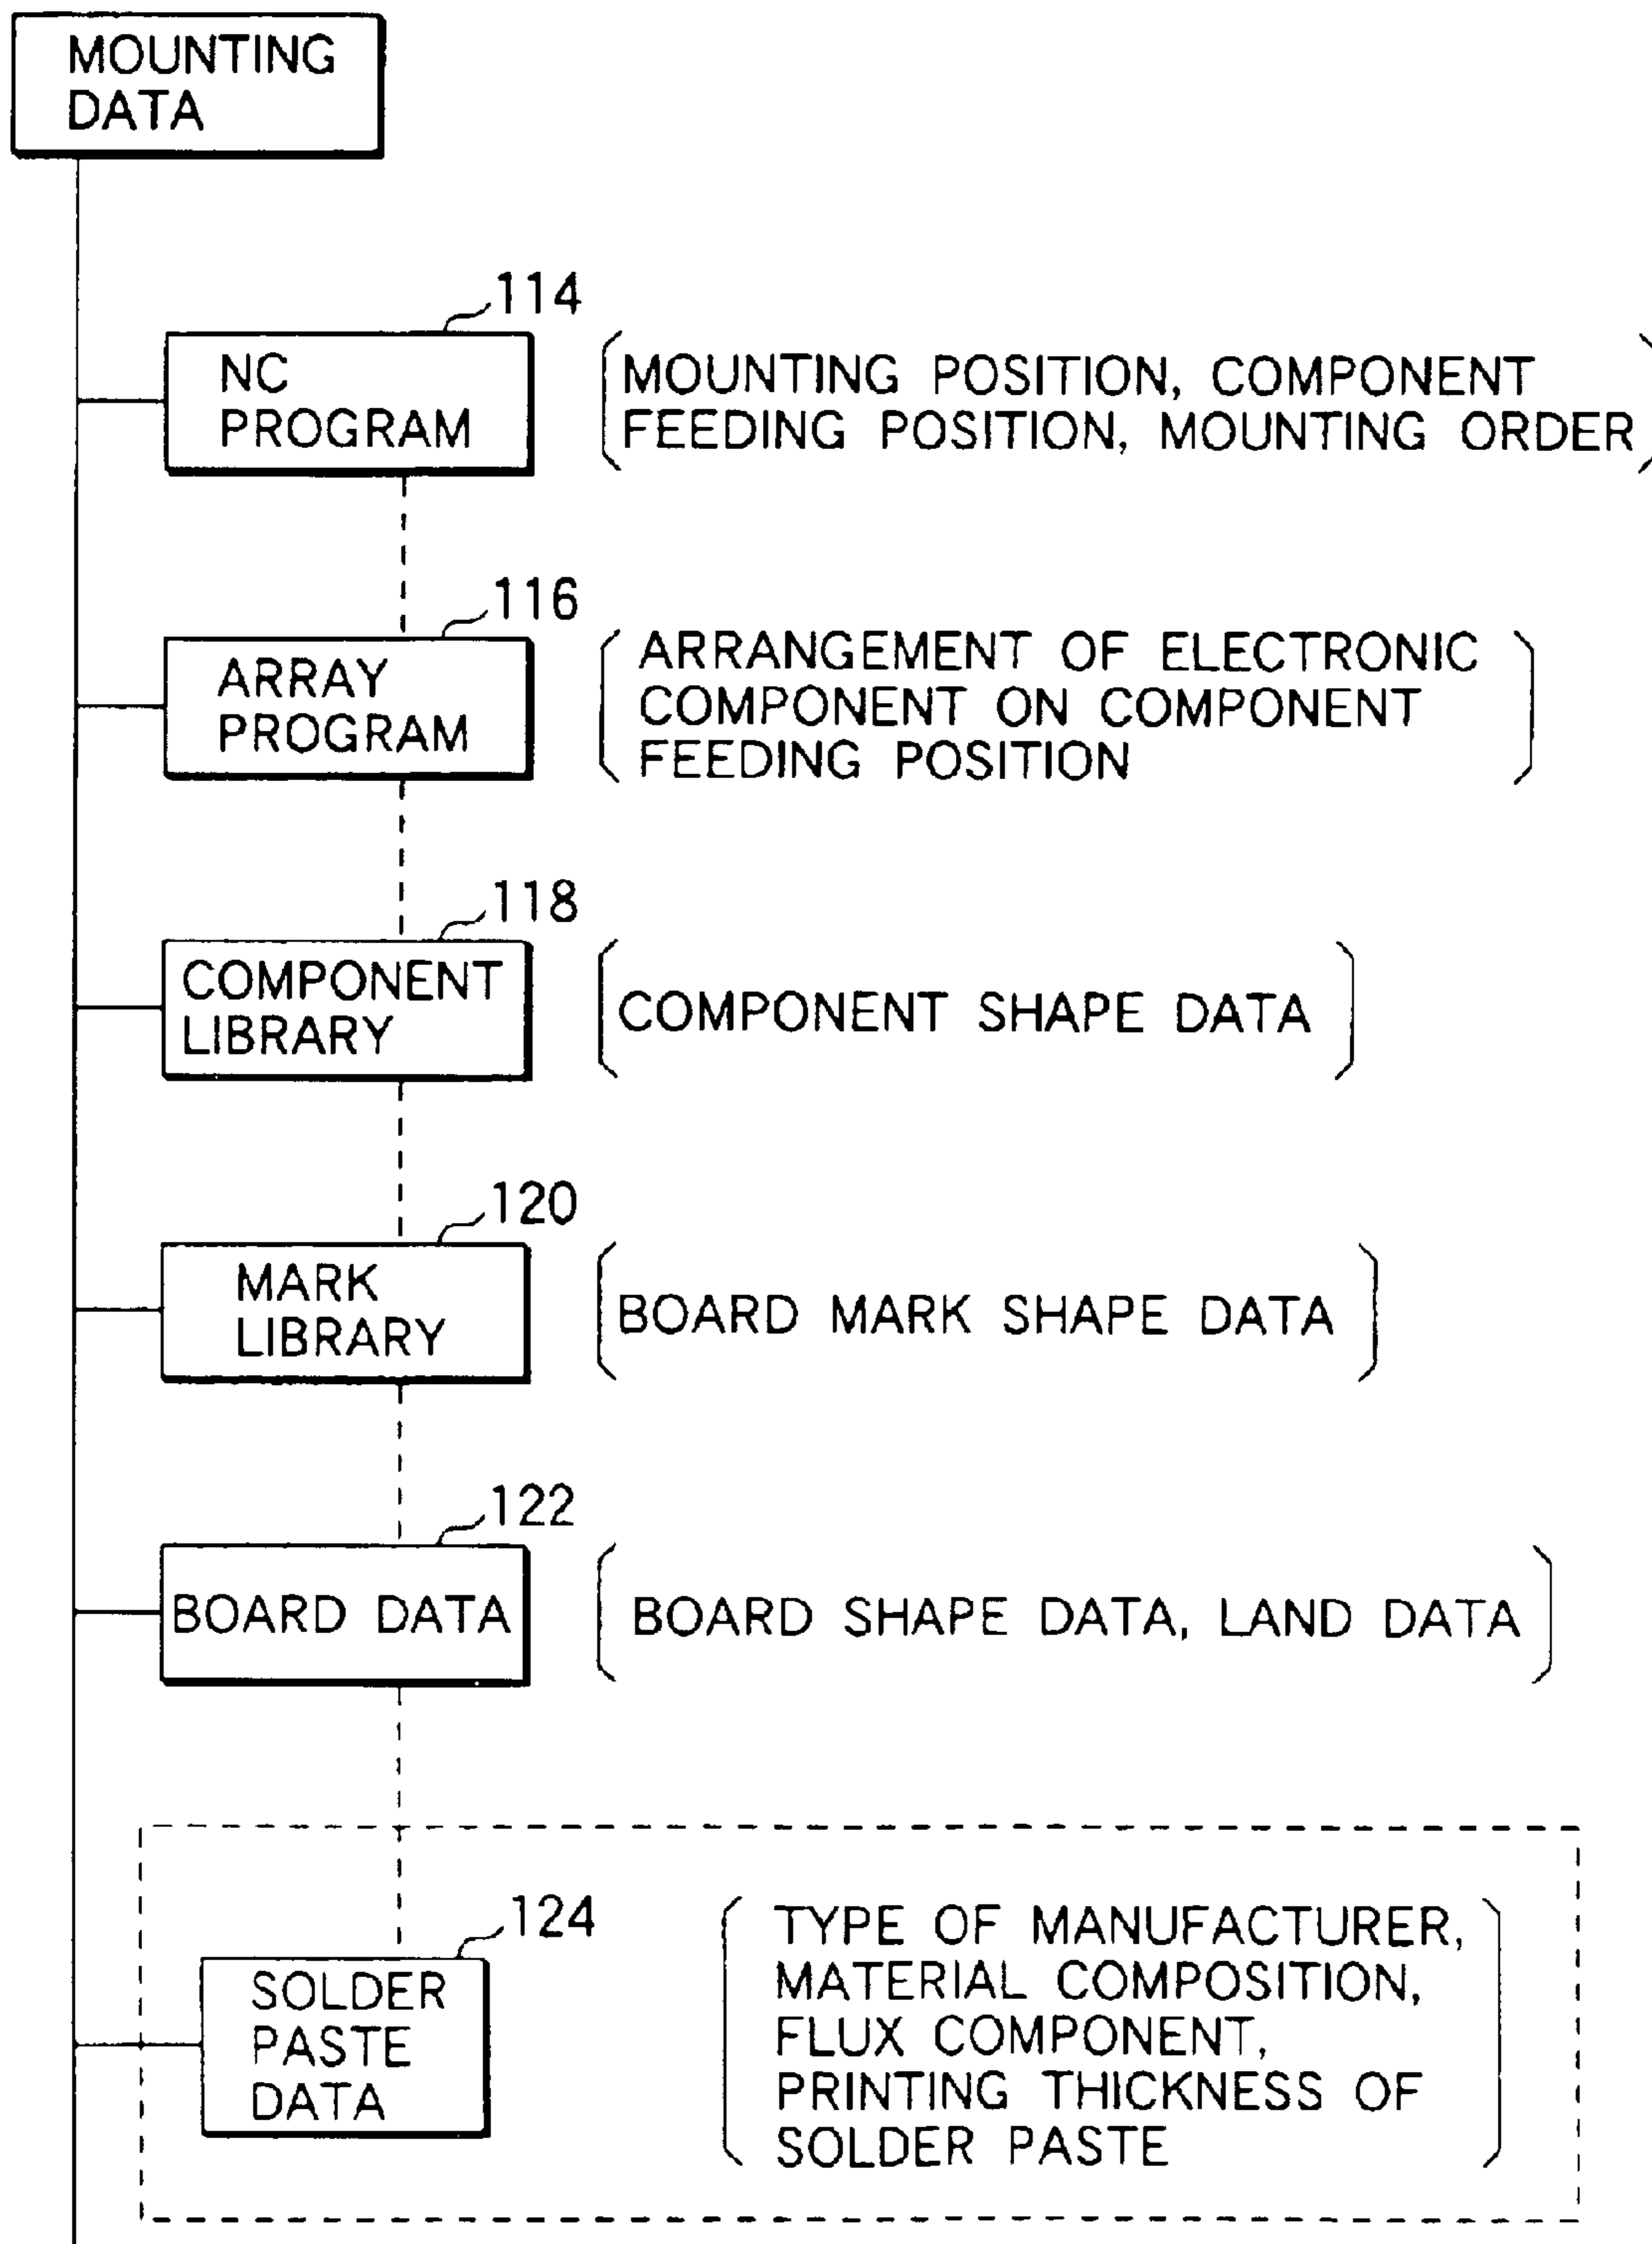 MOUNTING
DATA
114
NC
PROGRAM
MOUNTING POSITION, COMPONENT
FEEDING POSITION, MOUNTING ORDER
116
ARRAY
PROGRAM
ARRANGEMENT OF ELECTRONIC
COMPONENT ON COMPONENT
FEEDING POSITION
118
COMPONENT
LIBRARY
COMPONENT SHAPE DATA
120
MARK
LIBRARY
BOARD MARK SHAPE DATA
122
BOARD DATA
BOARD SHAPE DATA, LAND DATA
124
SOLDER
PASTE
DATA
TYPE OF MANUFACTURER,
MATERIAL COMPOSITION,
FLUX COMPONENT,
PRINTING THICKNESS OF
SOLDER PASTE